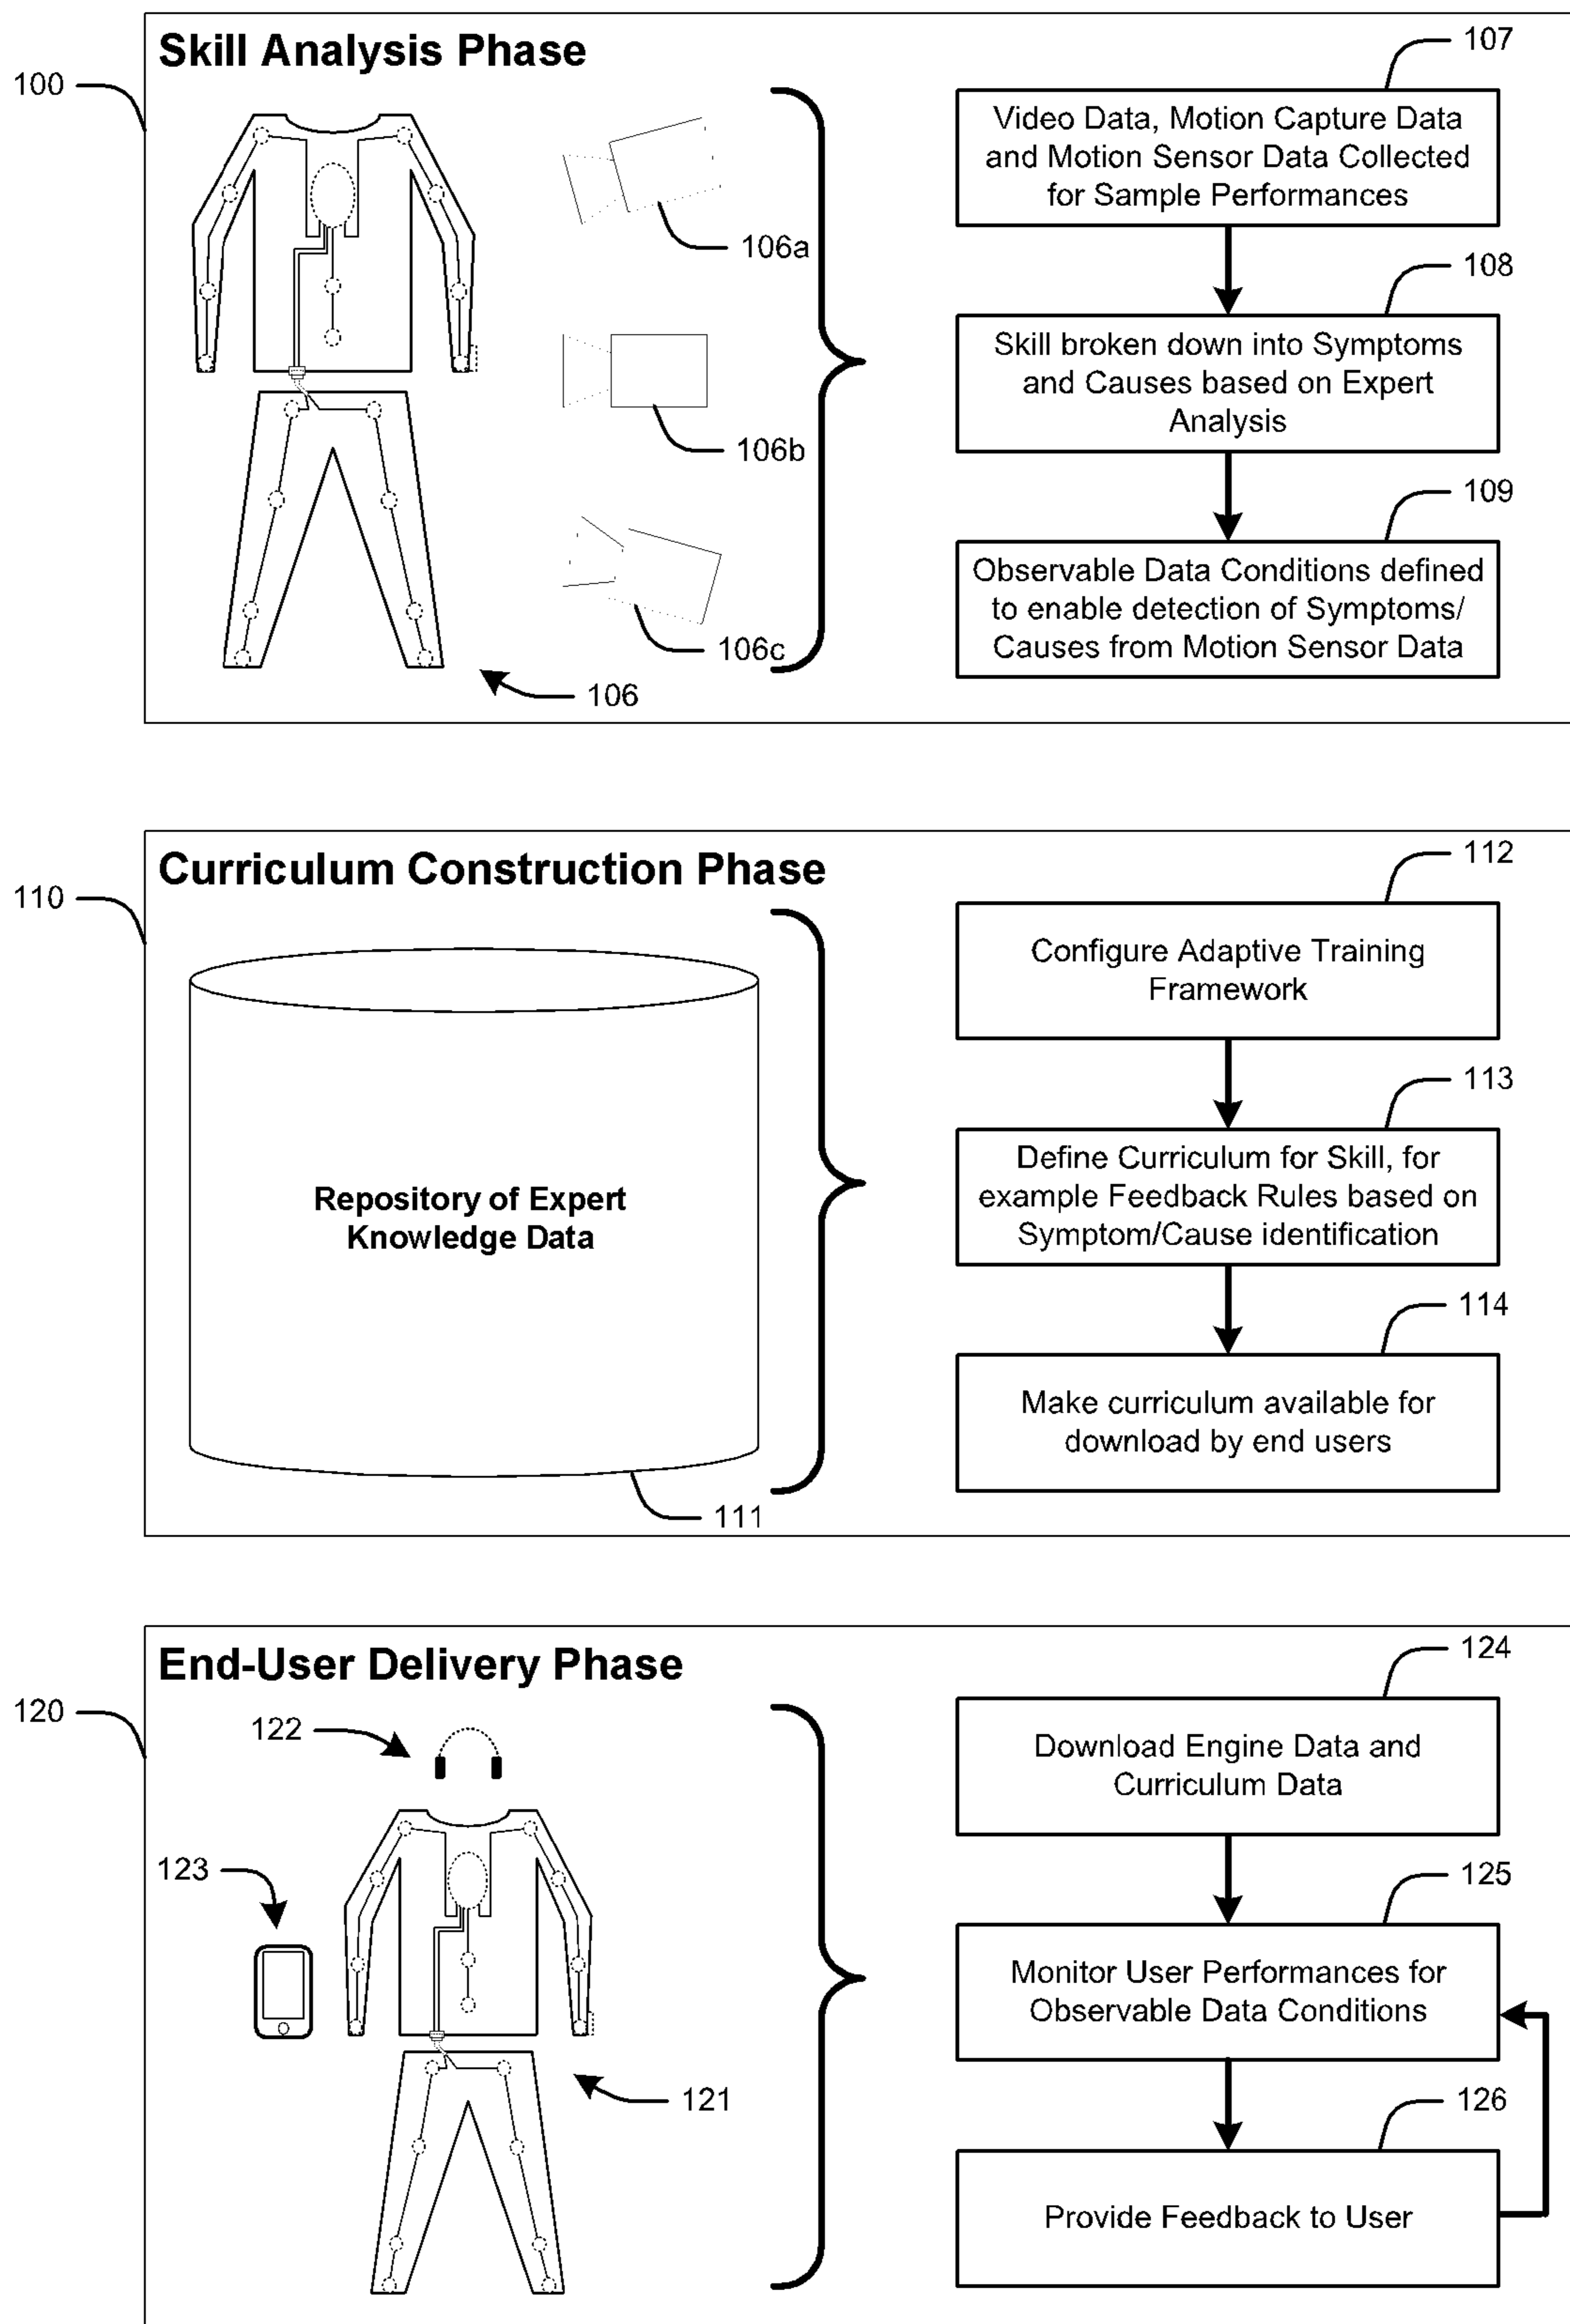 Skill Analysis Phase
100
106a
106b
106c
106
107
Video Data, Motion Capture Data
and Motion Sensor Data Collected
for Sample Performances
108
Skill broken down into Symptoms
and Causes based on Expert
Analysis
109
Observable Data Conditions defined
to enable detection of Symptoms/
Causes from Motion Sensor Data
Curriculum Construction Phase
110
Repository of Expert
Knowledge Data
111
112
Configure Adaptive Training
Framework
113
Define Curriculum for Skill, for
example Feedback Rules based on
Symptom/Cause identification
114
Make curriculum available for
download by end users
End-User Delivery Phase
120
122
123
121
124
Download Engine Data and
Curriculum Data
125
Monitor User Performances for
Observable Data Conditions
126
Provide Feedback to User